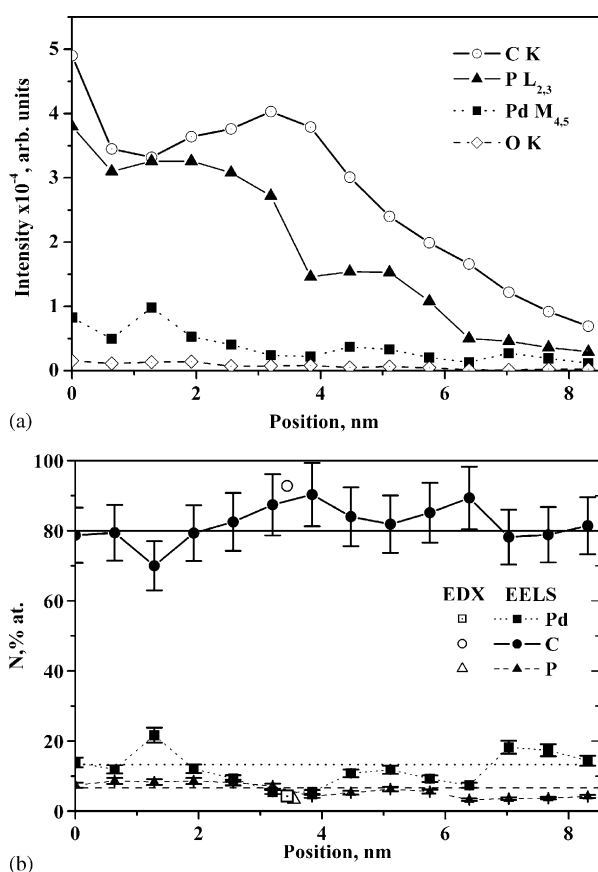 5
4
3
2
1
0
Intensity x10-4, arb. units
C K
P L2,3
Pd M4,5
O K
0 2 4 6 8
Position, nm
(a)
100
80
60
40
20
0
N,% at.
EDX EELS
Pd
C
P
0 2 4 6 8
Position, nm
(b)